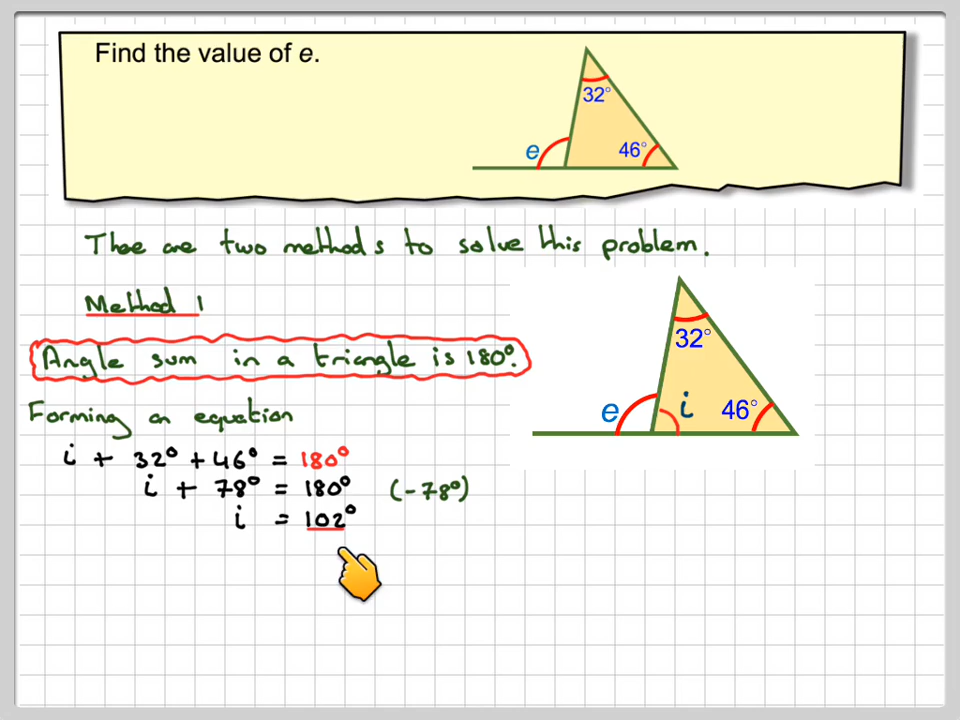 Find the value of e.
32°
e
46°
There are two methods to solve this problem.
Method 1
32°
Angle sum in a triangle is 180°.
e
i
46°
Forming an equation
i + 32° + 46° = 180°
i + 78° = 180° (-78°)
i = 102°